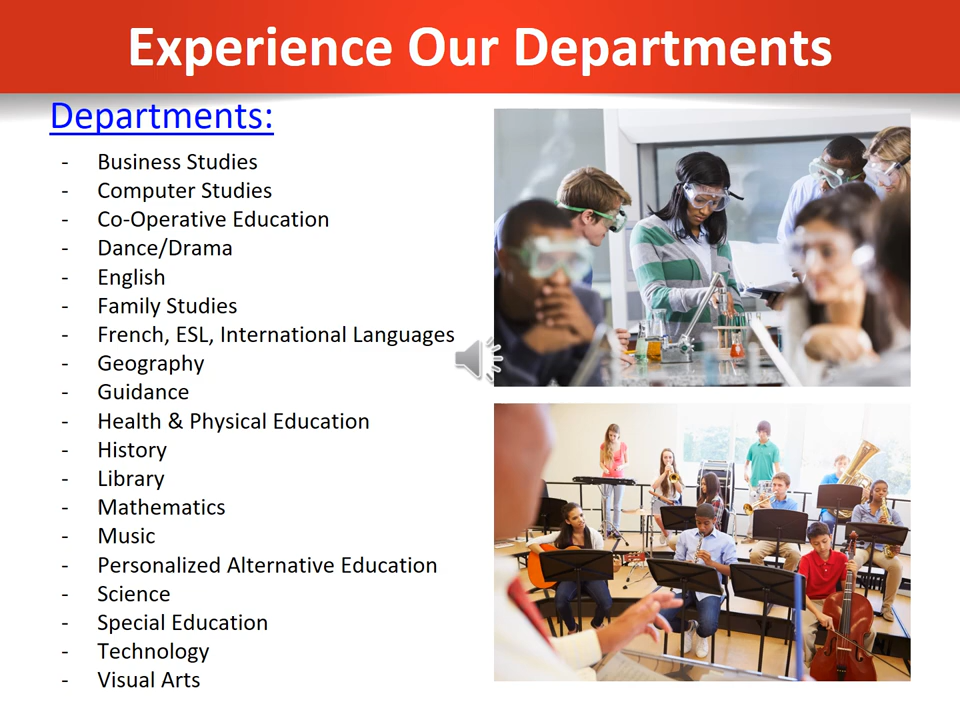 Experience Our Departments
Departments:
- Business Studies
- Computer Studies
- Co-Operative Education
- Dance/Drama
- English
- Family Studies
- French, ESL, International Languages
- Geography
- Guidance
- Health & Physical Education
- History
- Library
- Mathematics
- Music
- Personalized Alternative Education
- Science
- Special Education
- Technology
- Visual Arts